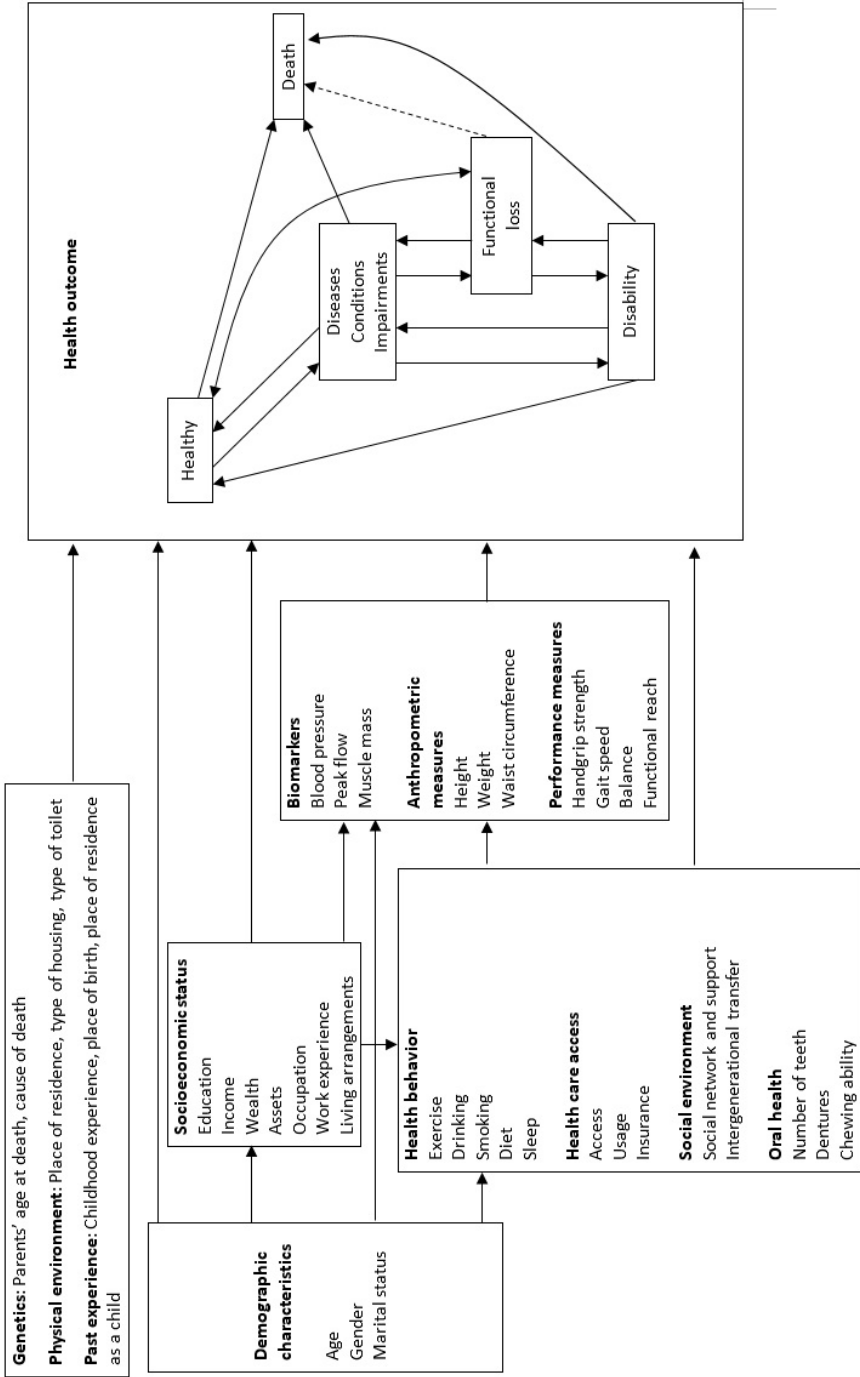 Genetics: Parents’ age at death, cause of death
Physical environment: Place of residence, type of housing, type of toilet
Past experience: Childhood experience, place of birth, place of residence
as a child
Demographic
characteristics
Age
Gender
Marital status
Socioeconomic status
Education
Income
Wealth
Assets
Occupation
Work experience
Living arrangements
Health behavior
Exercise
Drinking
Smoking
Diet
Sleep
Health care access
Access
Usage
Insurance
Social environment
Social network and support
Intergenerational transfer
Oral health
Number of teeth
Dentures
Chewing ability
Biomarkers
Blood pressure
Peak flow
Muscle mass
Anthropometric
measures
Height
Weight
Waist circumference
Performance measures
Handgrip strength
Gait speed
Balance
Functional reach
Health outcome
Healthy
Death
Diseases
Conditions
Impairments
Functional
loss
Disability